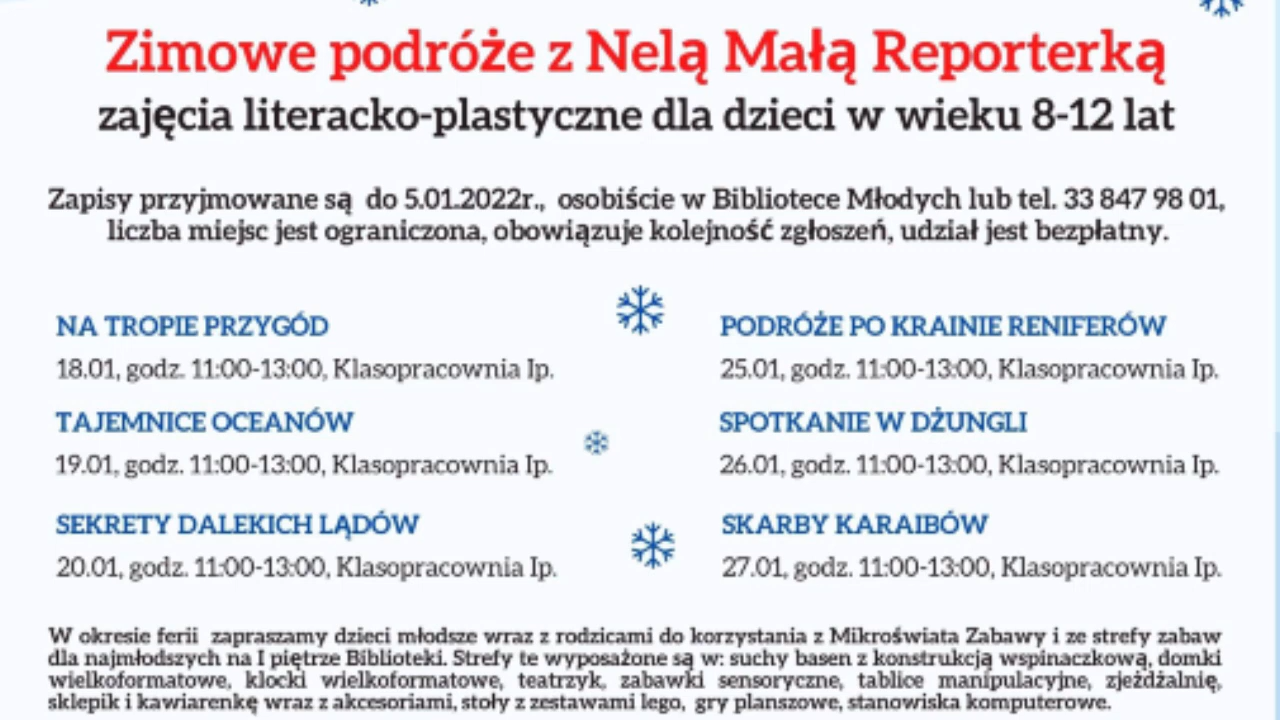 Zimowe podróże z Nelą Małą Reporterką
zajęcia literacko-plastyczne dla dzieci w wieku 8-12 lat
Zapisy przyjmowane są do 5.01.2022r., osobiście w Bibliotece Młodych lub tel. 33 847 98 01,
liczba miejsc jest ograniczona, obowiązuje kolejność zgłoszeń, udział jest bezpłatny.
NA TROPIE PRZYGÓD
18.01, godz. 11:00-13:00, Klasopracownia Ip.
TAJEMNICE OCEANÓW
19.01, godz. 11:00-13:00, Klasopracownia Ip.
SEKRETY DALEKICH LĄDÓW
20.01, godz. 11:00-13:00, Klasopracownia Ip.
PODRÓŻE PO KRAINIE RENIFERÓW
25.01, godz. 11:00-13:00, Klasopracownia Ip.
SPOTKANIE W DŻUNGLI
26.01, godz. 11:00-13:00, Klasopracownia Ip.
SKARBY KARAIBÓW
27.01, godz. 11:00-13:00, Klasopracownia Ip.
W okresie ferii zapraszamy dzieci młodsze wraz z rodzicami do korzystania z Mikroświata Zabawy i ze strefy zabaw
dla najmłodszych na I piętrze Biblioteki. Strefy te wyposażone są w: suchy basen z konstrukcją wspinaczkową, domki
wielkoformatowe, klocki wielkoformatowe, teatrzyk, zabawki sensoryczne, tablice manipulacyjne, zjeżdżalnię,
sklepik i kawiarenkę wraz z akcesoriami, stoły z zestawami lego, gry planszowe, stanowiska komputerowe.